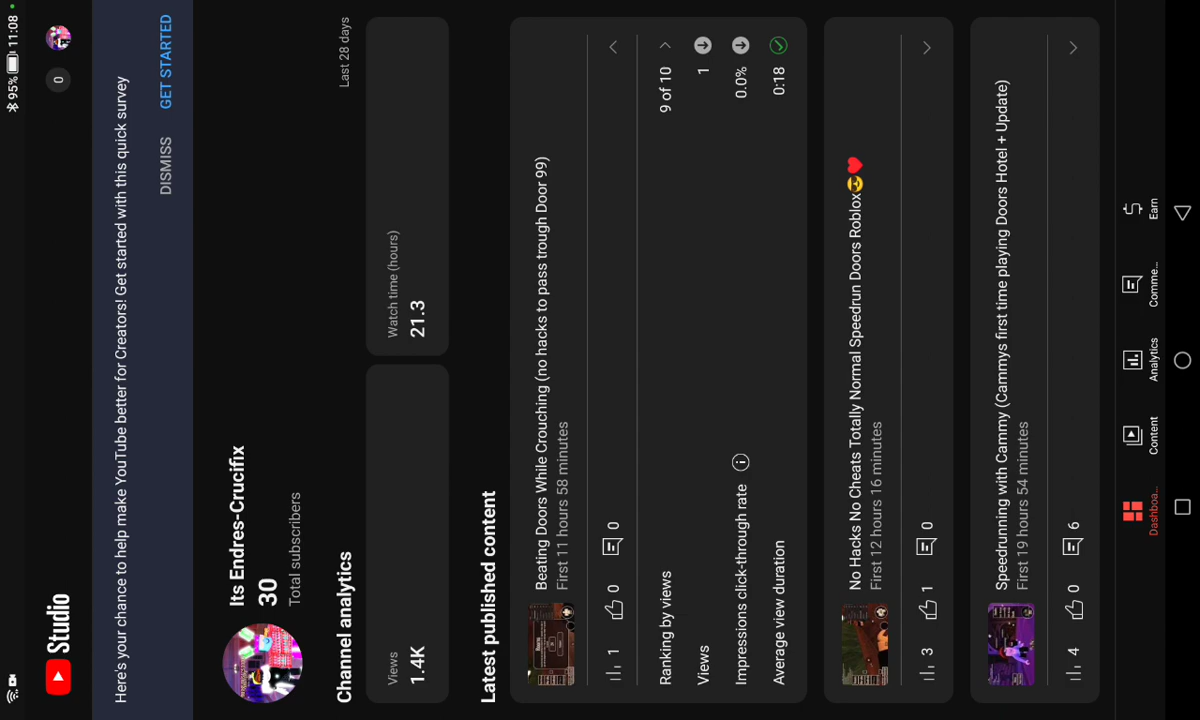 95% 11:08
Studio
0
Here's your chance to help make YouTube better for Creators! Get started with this quick survey
DISMISS GET STARTED
Its Endres-Crucifix
30
Total subscribers
Channel analytics Last 28 days
Views
1.4K
Watch time (hours)
21.3
Latest published content
Beating Doors While Crouching (no hacks to pass trough Door 99)
First 11 hours 58 minutes
1 0 0
Ranking by views 9 of 10
Views 1
Impressions click-through rate 0.0%
Average view duration 0:18
No Hacks No Cheats Totally Normal Speedrun Doors Roblox😎❤️
First 12 hours 16 minutes
3 1 0
Speedrunning with Cammy (Cammys first time playing Doors Hotel + Update)
First 19 hours 54 minutes
4 0 6
Dashboa... Content Analytics Comme... Earn